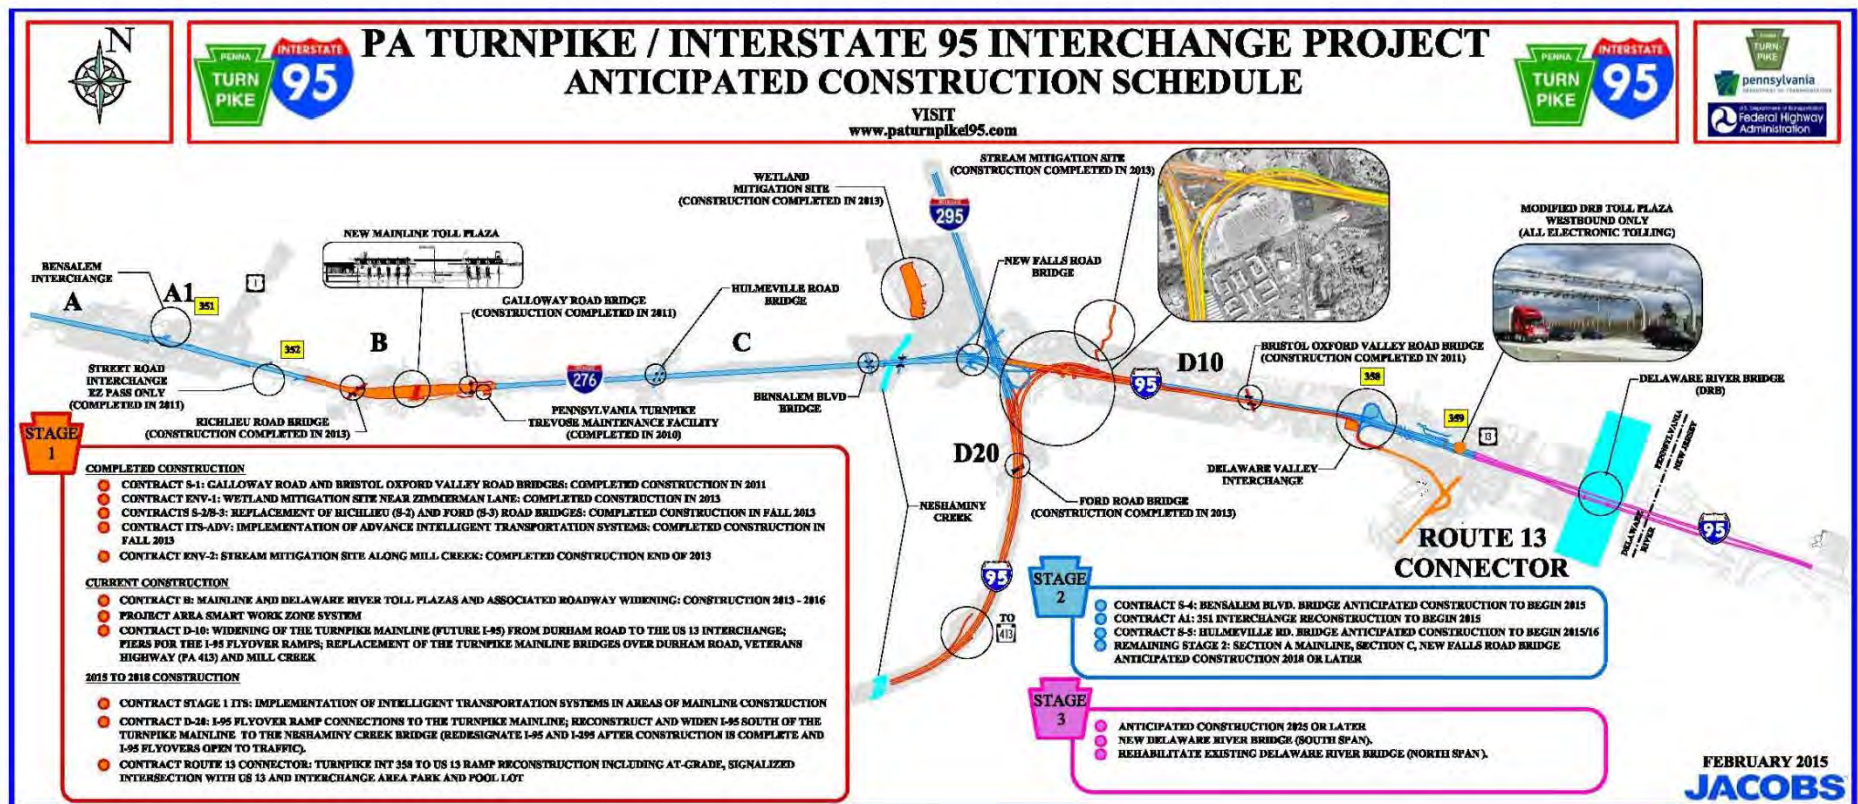 N
PENNA
TURN
PIKE
INTERSTATE
95
PA TURNPIKE / INTERSTATE 95 INTERCHANGE PROJECT
ANTICIPATED CONSTRUCTION SCHEDULE
VISIT
www.paturnpikei95.com
PENNA
TURN
PIKE
INTERSTATE
95
TURN
PIKE
pennsylvania
DEPARTMENT OF TRANSPORTATION
U.S. Department of Transportation
Federal Highway
Administration
WETLAND
MITIGATION SITE
(CONSTRUCTION COMPLETED IN 2013)
STREAM MITIGATION SITE
(CONSTRUCTION COMPLETED IN 2013)
295
MODIFIED DRB TOLL PLAZA
WESTBOUND ONLY
(ALL ELECTRONIC TOLLING)
NEW MAINLINE TOLL PLAZA
BENSALEM
INTERCHANGE
A
A1
351
1
GALLOWAY ROAD BRIDGE
(CONSTRUCTION COMPLETED IN 2011)
HULMEVILLE ROAD
BRIDGE
NEW FALLS ROAD
BRIDGE
352
B
C
D10
BRISTOL OXFORD VALLEY ROAD BRIDGE
(CONSTRUCTION COMPLETED IN 2011)
STREET ROAD
INTERCHANGE
EZ PASS ONLY
(COMPLETED IN 2011)
276
95
358
DELAWARE RIVER BRIDGE
(DRB)
RICHLIEU ROAD BRIDGE
(CONSTRUCTION COMPLETED IN 2013)
PENNSYLVANIA TURNPIKE
TREVOSE MAINTENANCE FACILITY
(COMPLETED IN 2010)
BENSALEM BLVD
BRIDGE
359
13
PENNSYLVANIA
NEW JERSEY
D20
DELAWARE VALLEY
INTERCHANGE
NESHAMINY
CREEK
FORD ROAD BRIDGE
(CONSTRUCTION COMPLETED IN 2013)
DELAWARE
RIVER
95
ROUTE 13
CONNECTOR
95
TO
413
STAGE
1
COMPLETED CONSTRUCTION
CONTRACT S-1: GALLOWAY ROAD AND BRISTOL OXFORD VALLEY ROAD BRIDGES: COMPLETED CONSTRUCTION IN 2011
CONTRACT ENV-1: WETLAND MITIGATION SITE NEAR ZIMMERMAN LANE: COMPLETED CONSTRUCTION IN 2013
CONTRACTS S-2/S-3: REPLACEMENT OF RICHLIEU (S-2) AND FORD (S-3) ROAD BRIDGES: COMPLETED CONSTRUCTION IN FALL 2013
CONTRACT ITS-ADV: IMPLEMENTATION OF ADVANCE INTELLIGENT TRANSPORTATION SYSTEMS: COMPLETED CONSTRUCTION IN
FALL 2013
CONTRACT ENV-2: STREAM MITIGATION SITE ALONG MILL CREEK: COMPLETED CONSTRUCTION END OF 2013
CURRENT CONSTRUCTION
CONTRACT B: MAINLINE AND DELAWARE RIVER TOLL PLAZAS AND ASSOCIATED ROADWAY WIDENING: CONSTRUCTION 2013 - 2016
PROJECT AREA SMART WORK ZONE SYSTEM
CONTRACT D-10: WIDENING OF THE TURNPIKE MAINLINE (FUTURE I-95) FROM DURHAM ROAD TO THE US 13 INTERCHANGE;
PIERS FOR THE I-95 FLYOVER RAMPS; REPLACEMENT OF THE TURNPIKE MAINLINE BRIDGES OVER DURHAM ROAD, VETERANS
HIGHWAY (PA 413) AND MILL CREEK
2015 TO 2018 CONSTRUCTION
CONTRACT STAGE 1 ITS: IMPLEMENTATION OF INTELLIGENT TRANSPORTATION SYSTEMS IN AREAS OF MAINLINE CONSTRUCTION
CONTRACT D-20: I-95 FLYOVER RAMP CONNECTIONS TO THE TURNPIKE MAINLINE; RECONSTRUCT AND WIDEN I-95 SOUTH OF THE
TURNPIKE MAINLINE TO THE NESHAMINY CREEK BRIDGE (REDESIGNATE I-95 AND I-295 AFTER CONSTRUCTION IS COMPLETE AND
I-95 FLYOVERS OPEN TO TRAFFIC).
CONTRACT ROUTE 13 CONNECTOR: TURNPIKE INT 358 TO US 13 RAMP RECONSTRUCTION INCLUDING AT-GRADE, SIGNALIZED
INTERSECTION WITH US 13 AND INTERCHANGE AREA PARK AND POOL LOT
STAGE
2
CONTRACT S-4: BENSALEM BLVD. BRIDGE ANTICIPATED CONSTRUCTION TO BEGIN 2015
CONTRACT A1: 351 INTERCHANGE RECONSTRUCTION TO BEGIN 2015
CONTRACT S-5: HULMEVILLE RD. BRIDGE ANTICIPATED CONSTRUCTION TO BEGIN 2015/16
REMAINING STAGE 2: SECTION A MAINLINE, SECTION C, NEW FALLS ROAD BRIDGE
ANTICIPATED CONSTRUCTION 2018 OR LATER
STAGE
3
ANTICIPATED CONSTRUCTION 2025 OR LATER
NEW DELAWARE RIVER BRIDGE (SOUTH SPAN).
REHABILITATE EXISTING DELAWARE RIVER BRIDGE (NORTH SPAN).
FEBRUARY 2015
JACOBS